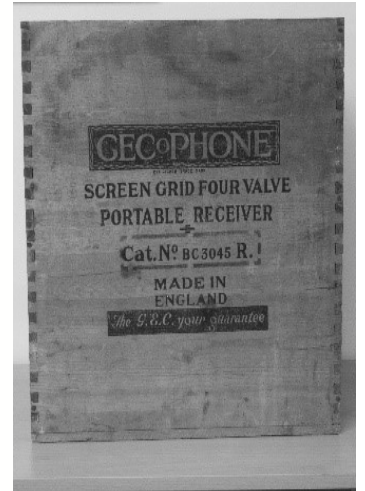 GECoPHONE
SCREEN GRID FOUR VALVE
PORTABLE RECEIVER
Cat. No. BC 3045 R.
MADE IN
ENGLAND
The G.E.C. your guarantee